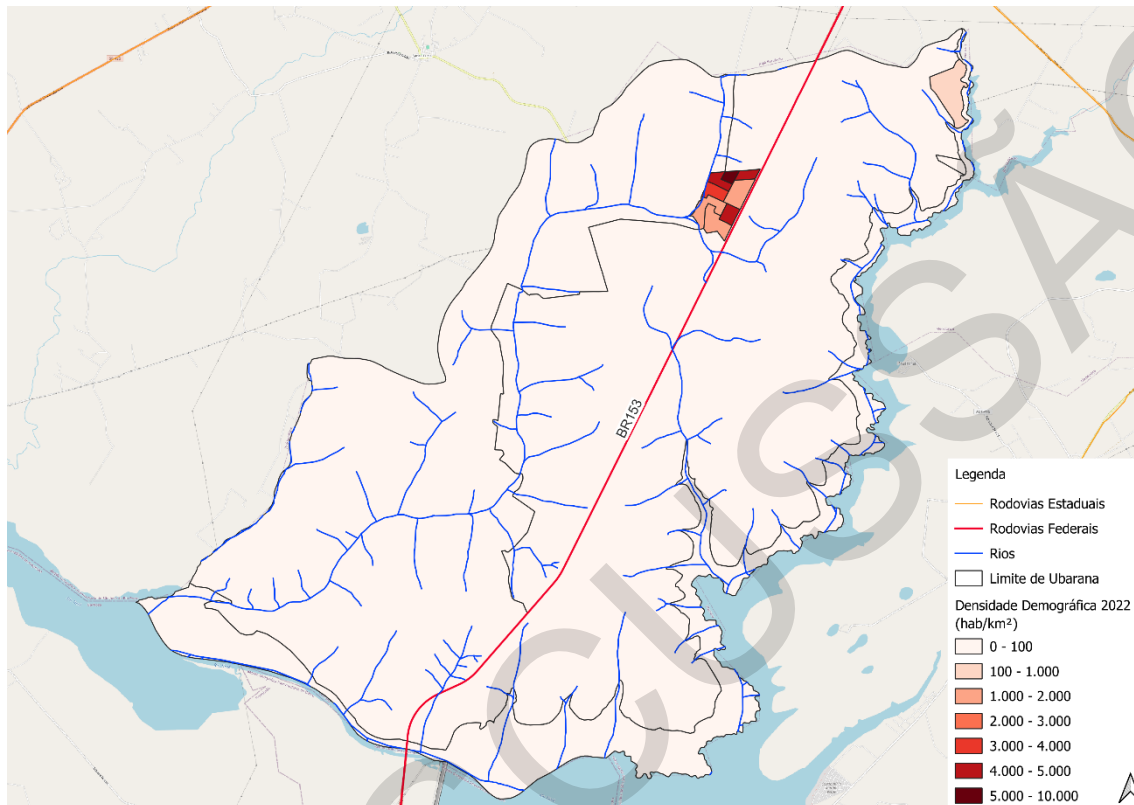 BR153
Legenda
Rodovias Estaduais
Rodovias Federais
Rios
Limite de Ubarana
Densidade Demográfica 2022
(hab/km²)
0 - 100
100 - 1.000
1.000 - 2.000
2.000 - 3.000
3.000 - 4.000
4.000 - 5.000
5.000 - 10.000